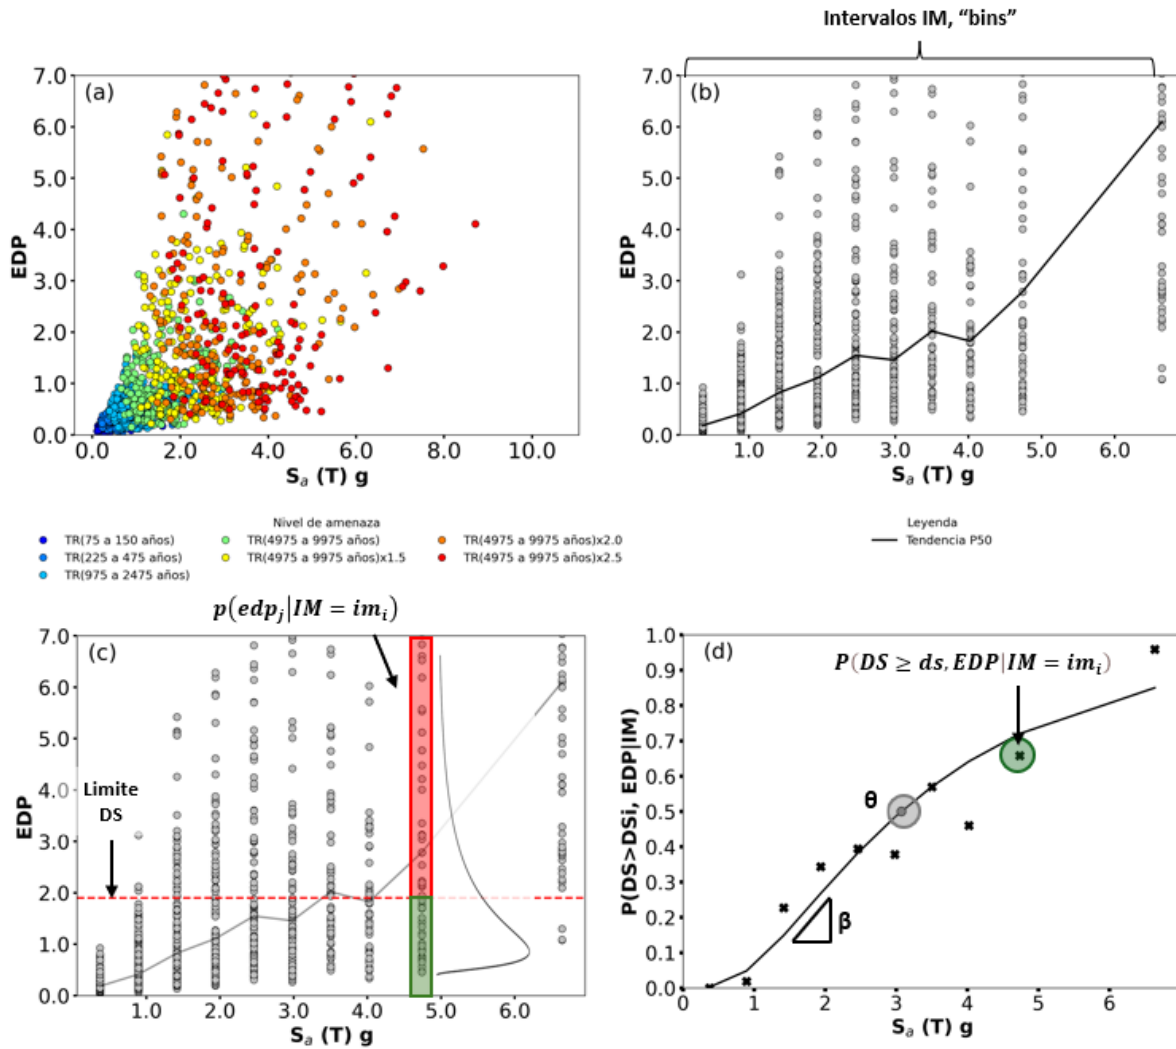 Intervalos IM, “bins”
(a)
7.0
6.0
5.0
4.0
3.0
2.0
1.0
0.0
EDP
0.0 2.0 4.0 6.0 8.0 10.0
Sₐ (T) g
(b)
7.0
6.0
5.0
4.0
3.0
2.0
1.0
0.0
EDP
1.0 2.0 3.0 4.0 5.0 6.0
Sₐ (T) g
Nivel de amenaza
TR(75 a 150 años)
TR(225 a 475 años)
TR(975 a 2475 años)
TR(4975 a 9975 años)
TR(4975 a 9975 años)x1.5
TR(4975 a 9975 años)x2.0
TR(4975 a 9975 años)x2.5
Leyenda
Tendencia P50
p(edpⱼ|IM = imᵢ)
(c)
7.0
6.0
5.0
4.0
3.0
2.0
1.0
0.0
EDP
Limite
DS
1.0 2.0 3.0 4.0 5.0 6.0
Sₐ (T) g
(d)
P(DS ≥ ds, EDP|IM = imᵢ)
1.0
0.9
0.8
0.7
0.6
0.5
0.4
0.3
0.2
0.1
0.0
P(DS>DSi, EDP|IM)
θ
β
0 1 2 3 4 5 6
Sₐ (T) g